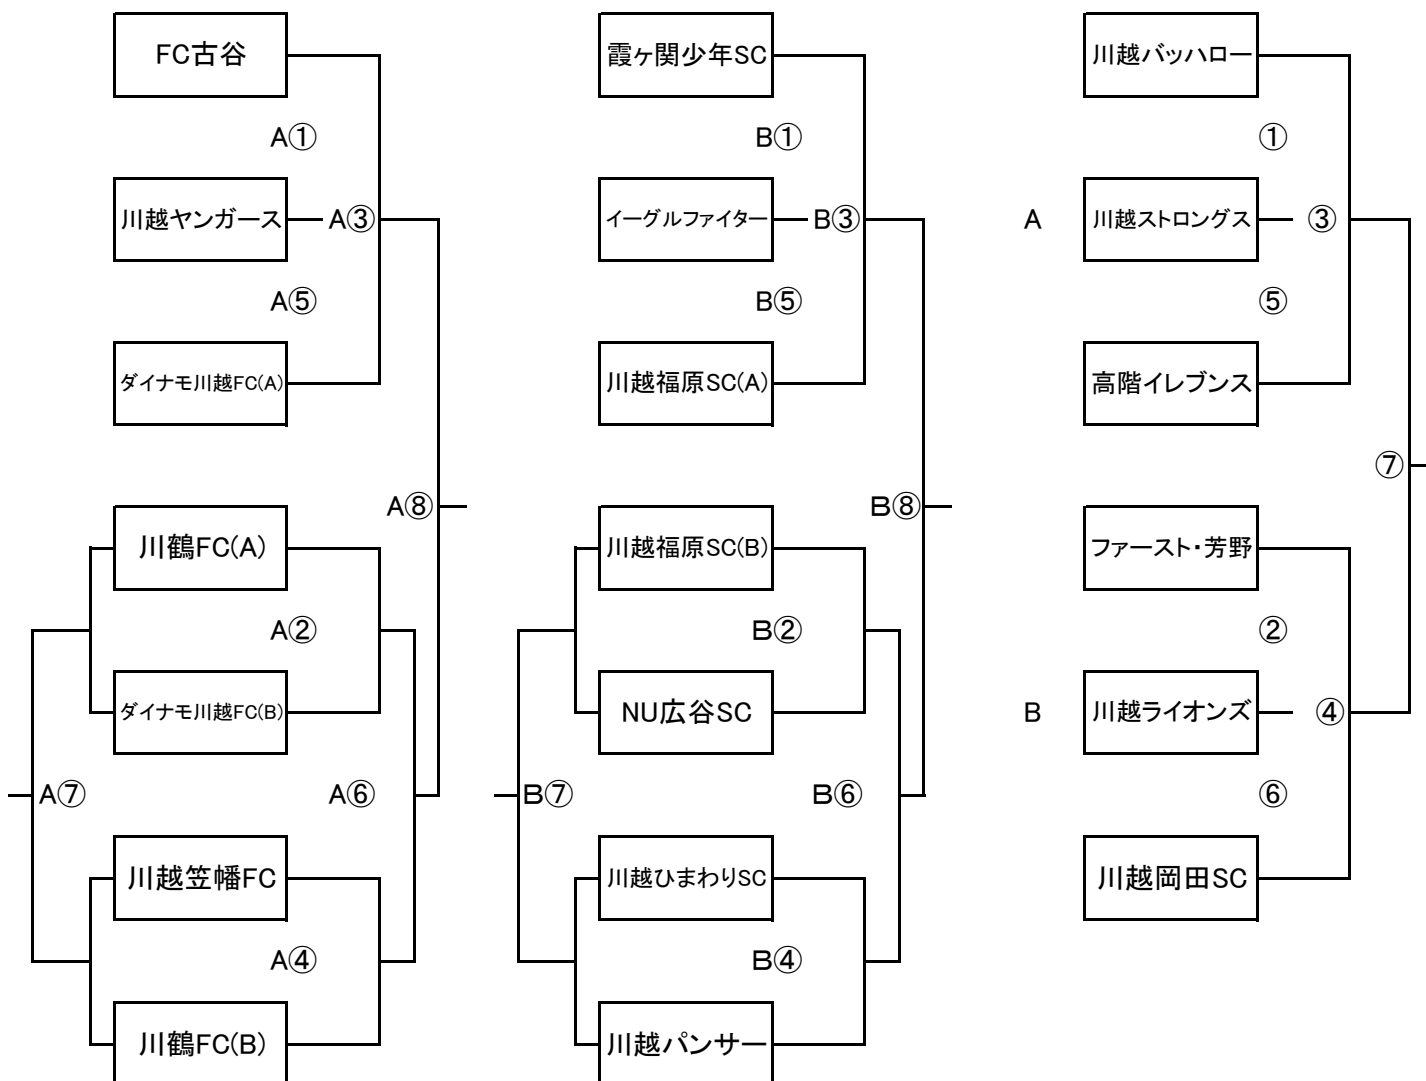 FC古谷
A①
川越ヤンガース
A③
A⑤
ダイナモ川越FC(A)
A⑧
川鶴FC(A)
A②
ダイナモ川越FC(B)
A⑦
A⑥
川越笠幡FC
A④
川鶴FC(B)
霞ヶ関少年SC
B①
イーグルファイター
B③
B⑤
川越福原SC(A)
B⑧
川越福原SC(B)
B②
NU広谷SC
B⑦
B⑥
川越ひまわりSC
B④
川越パンサー
川越バッハロー
①
A
川越ストロングス
③
⑤
高階イレブンス
⑦
ファースト・芳野
②
B
川越ライオンズ
④
⑥
川越岡田SC